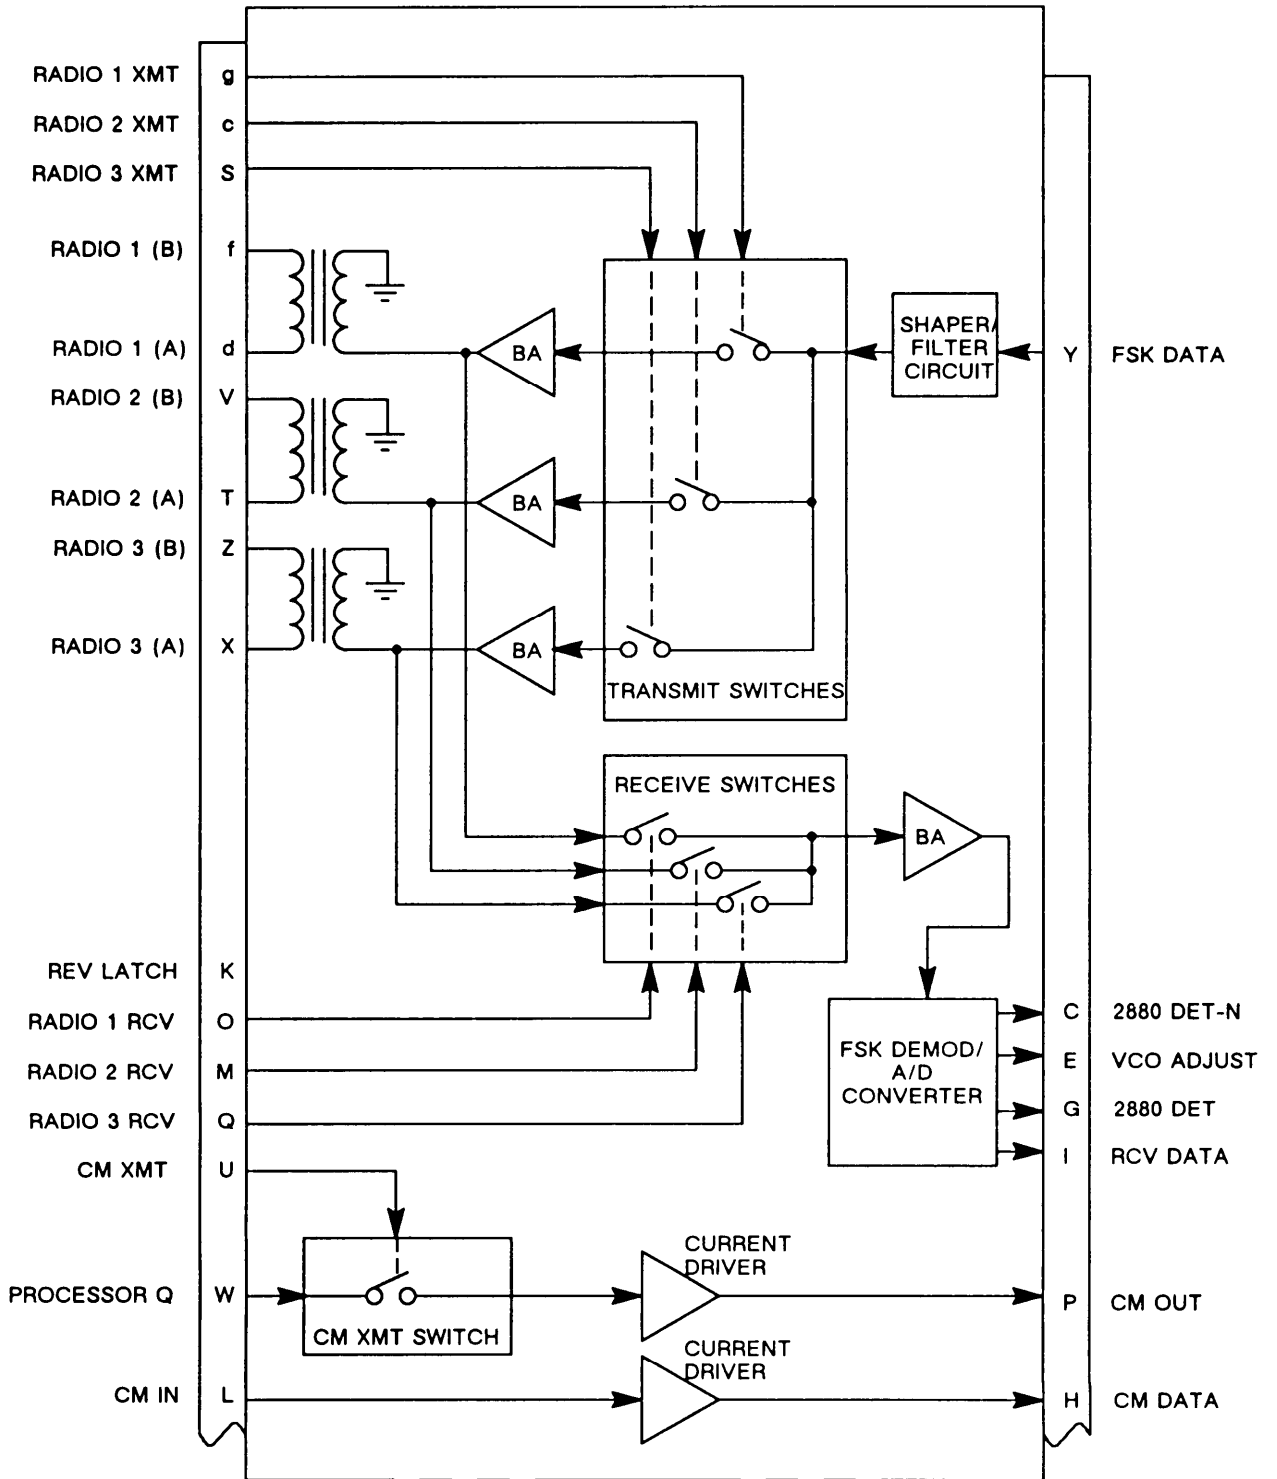 RADIO 1 XMT g
RADIO 2 XMT c
RADIO 3 XMT S
RADIO 1 (B) f
RADIO 1 (A) d
RADIO 2 (B) V
RADIO 2 (A) T
RADIO 3 (B) Z
RADIO 3 (A) X
BA
BA
BA
TRANSMIT SWITCHES
SHAPER/
FILTER
CIRCUIT
Y FSK DATA
RECEIVE SWITCHES
BA
REV LATCH K
RADIO 1 RCV O
RADIO 2 RCV M
RADIO 3 RCV Q
CM XMT U
FSK DEMOD/
A/D
CONVERTER
C 2880 DET-N
E VCO ADJUST
G 2880 DET
I RCV DATA
PROCESSOR Q W
CM XMT SWITCH
CURRENT
DRIVER
P CM OUT
CM IN L
CURRENT
DRIVER
H CM DATA